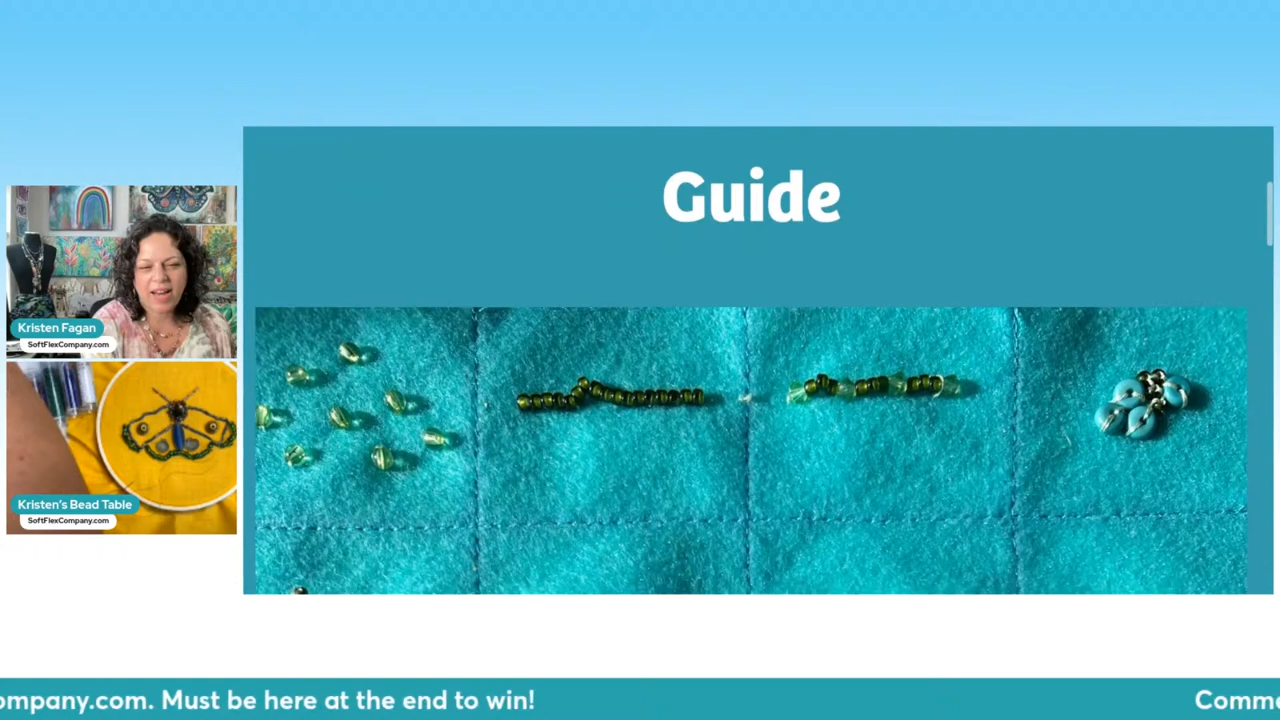 Guide
Kristen Fagan
SoftFlexCompany.com
Kristen's Bead Table
SoftFlexCompany.com
ompany.com. Must be here at the end to win!
Comme